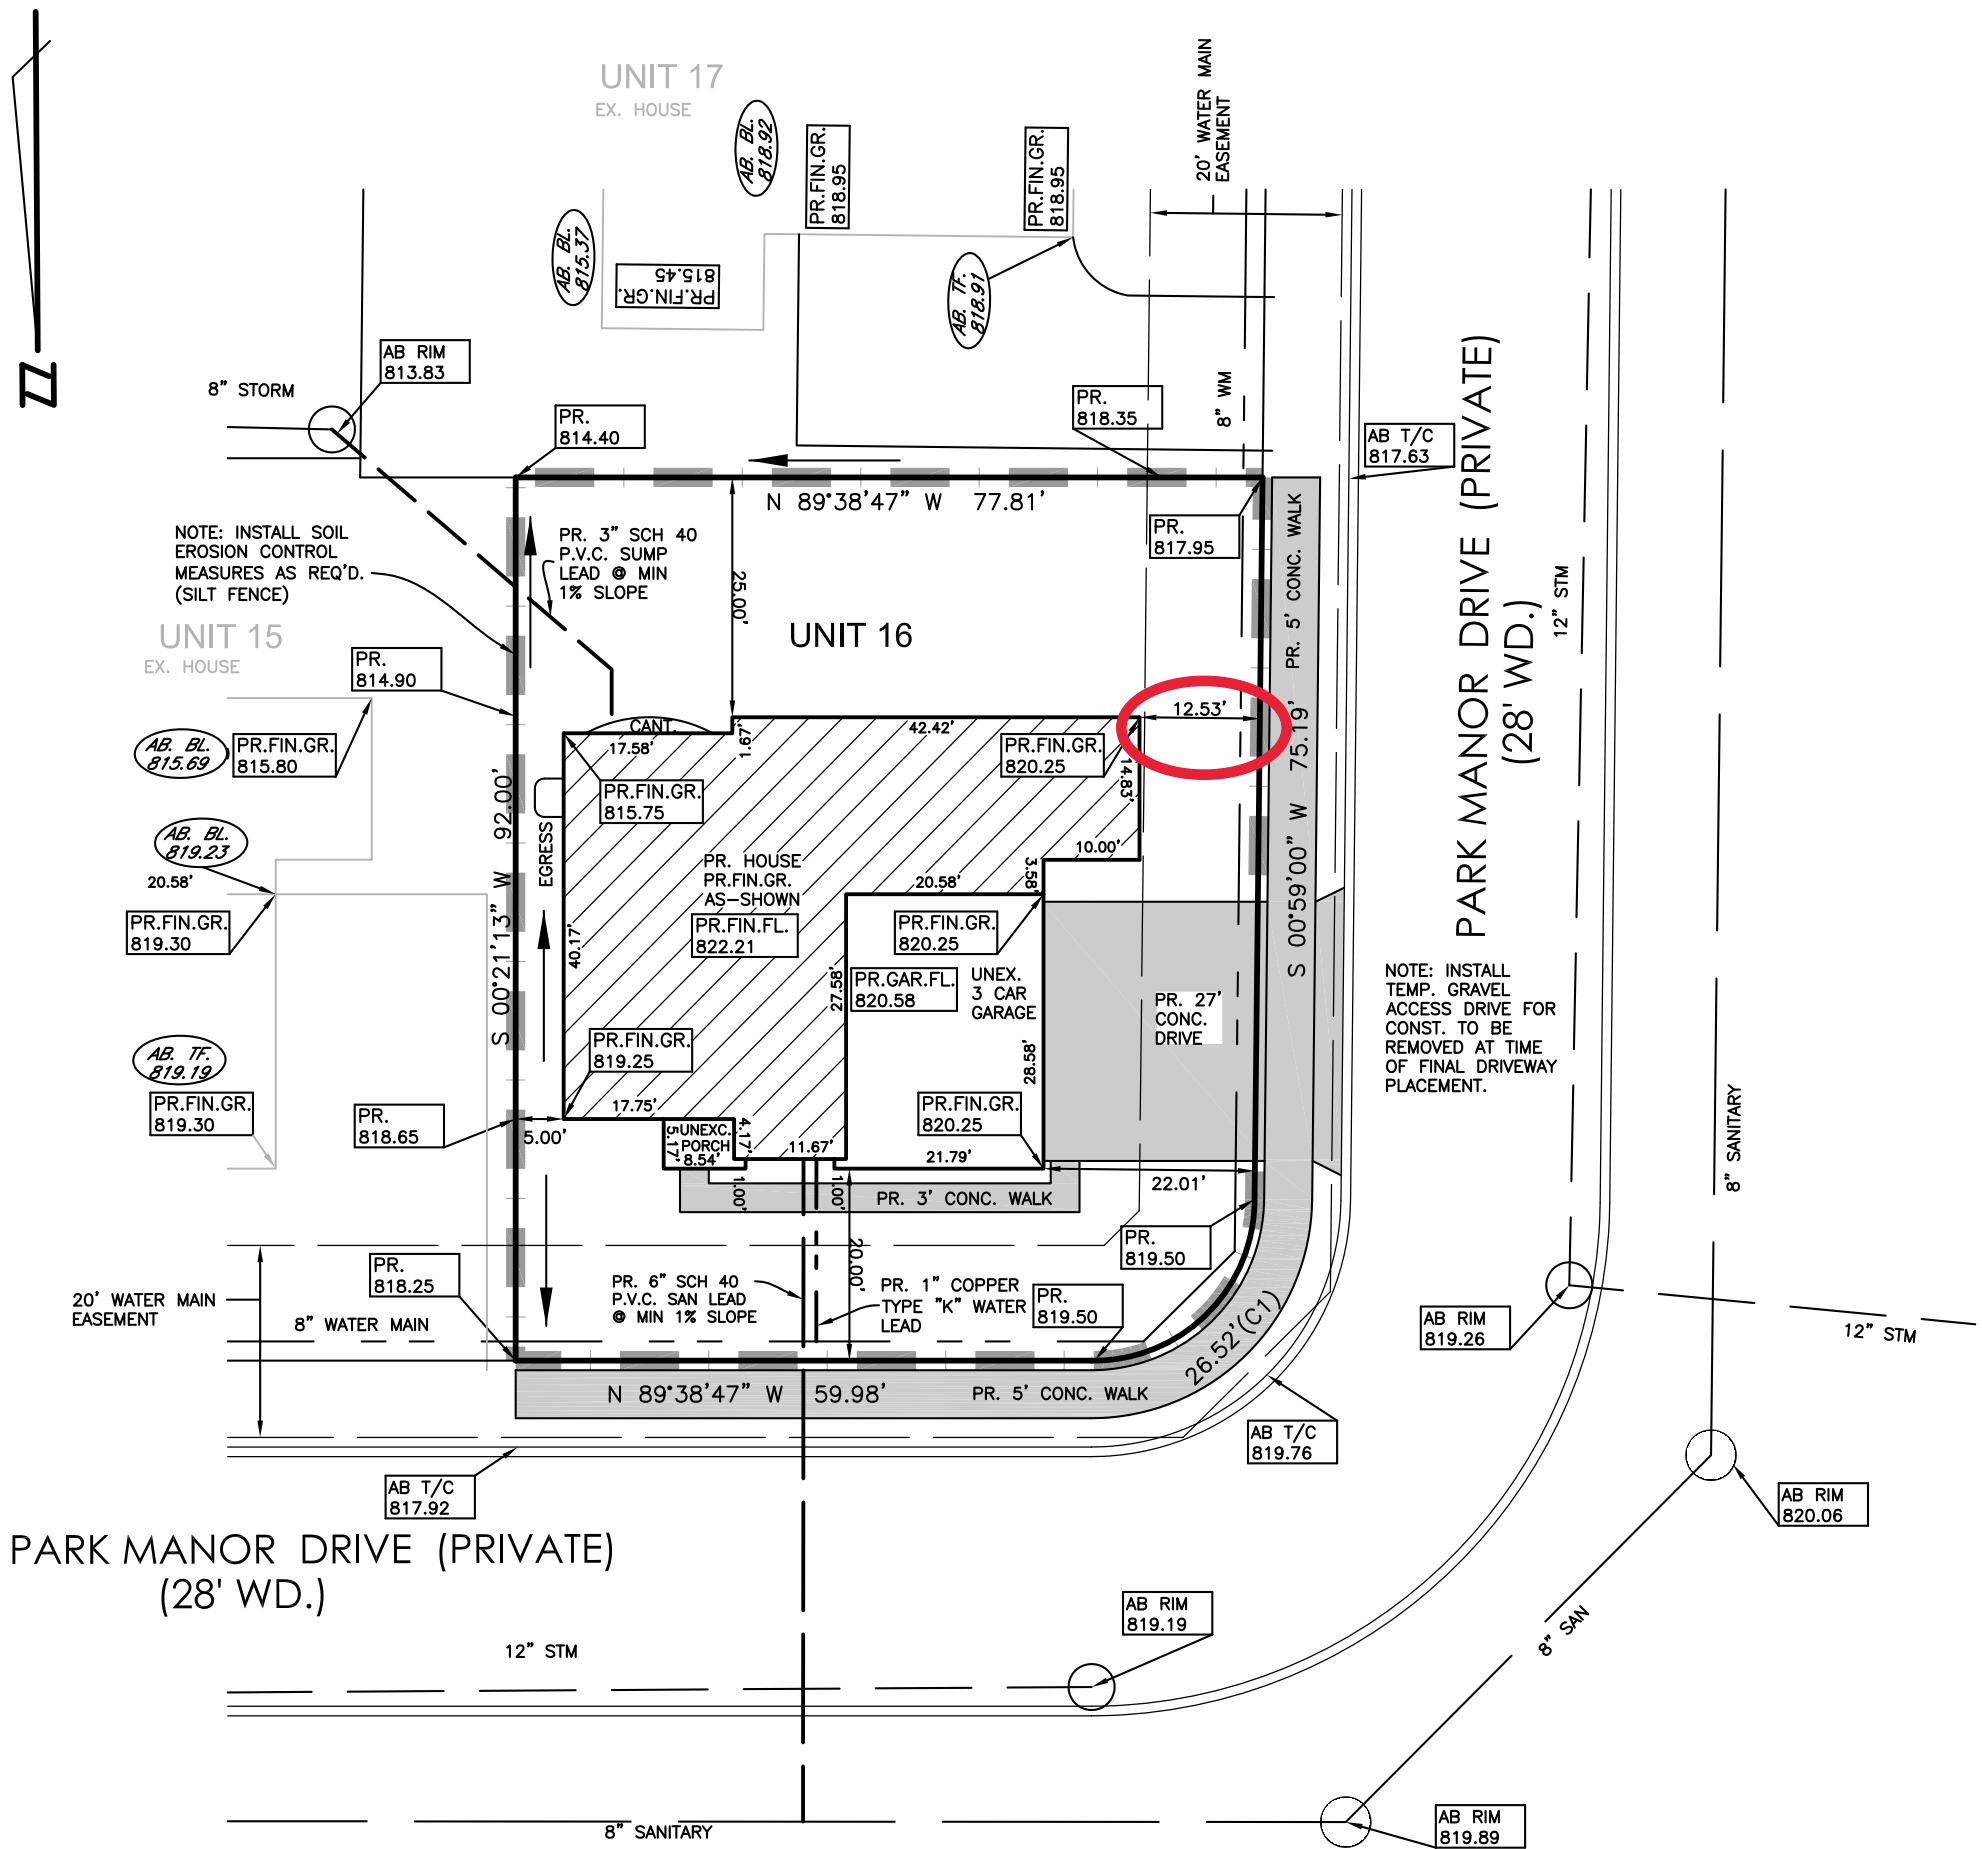 UNIT 17
EX. HOUSE
AB. BL.
818.92
PR.FIN.GR.
818.95
PR.FIN.GR.
818.95
20' WATER MAIN
EASEMENT
AB. BL.
815.37
PR.FIN.GR.
815.45
AB. TF.
818.91
AB RIM
813.83
8" STORM
PR.
814.40
PR.
818.35
8" WM
AB T/C
817.63
N 89°38'47" W 77.81'
PR.
817.95
NOTE: INSTALL SOIL
EROSION CONTROL
MEASURES AS REQ'D.
(SILT FENCE)
PR. 3" SCH 40
P.V.C. SUMP
LEAD @ MIN
1% SLOPE
25.00'
UNIT 16
PR. 5' CONC. WALK
PARK MANOR DRIVE (PRIVATE)
(28' WD.)
12" STM
UNIT 15
EX. HOUSE
PR.
814.90
CANT.
17.58'
1.97'
42.42'
12.53'
AB. BL.
815.69
PR.FIN.GR.
815.80
PR.FIN.GR.
820.25
14.83'
PR.FIN.GR.
815.75
S 00°59'00" W 75.19'
S 00°21'13" W 92.00'
EGRESS
AB. BL.
819.23
20.58'
PR.FIN.GR.
819.30
PR. HOUSE
PR.FIN.GR.
AS-SHOWN
PR.FIN.FL.
822.21
10.00'
3.58'
20.58'
PR.FIN.GR.
820.25
40.17'
27.58'
PR.GAR.FL.
820.58
UNEX.
3 CAR
GARAGE
PR. 27'
CONC.
DRIVE
NOTE: INSTALL
TEMP. GRAVEL
ACCESS DRIVE FOR
CONST. TO BE
REMOVED AT TIME
OF FINAL DRIVEWAY
PLACEMENT.
AB. TF.
819.19
PR.FIN.GR.
819.30
PR.FIN.GR.
819.25
28.58'
PR.
818.65
5.00'
17.75'
5.17'
UNEXC.
PORCH
8.54'
4.17'
11.67'
PR.FIN.GR.
820.25
21.79'
8" SANITARY
1.00'
1.00'
PR. 3' CONC. WALK
22.01'
PR.
819.50
PR.
818.25
20' WATER MAIN
EASEMENT
8" WATER MAIN
PR. 6" SCH 40
P.V.C. SAN LEAD
@ MIN 1% SLOPE
20.00'
PR. 1" COPPER
TYPE "K" WATER
LEAD
PR.
819.50
26.52'(C1)
AB RIM
819.26
12" STM
N 89°38'47" W 59.98'
PR. 5' CONC. WALK
AB T/C
819.76
AB T/C
817.92
AB RIM
820.06
PARK MANOR DRIVE (PRIVATE)
(28' WD.)
AB RIM
819.19
8" SAN
12" STM
8" SANITARY
AB RIM
819.89